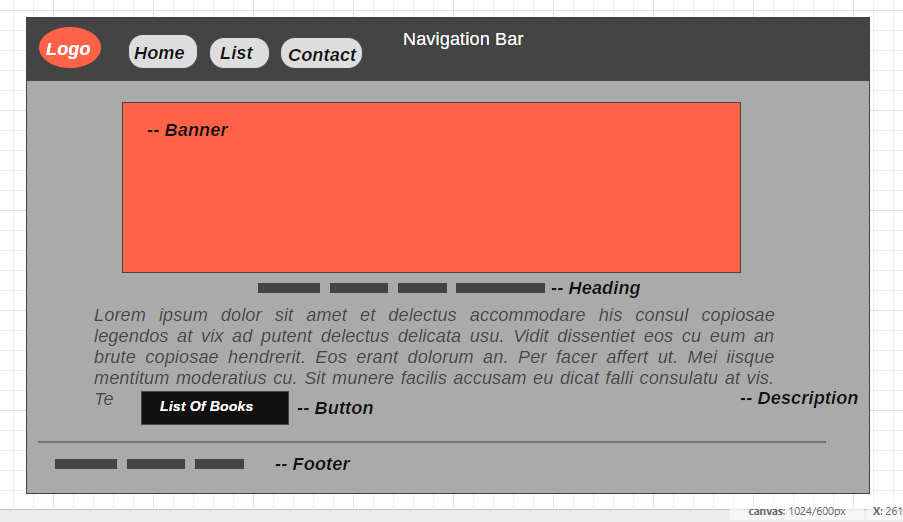 Logo
Home
List
Contact
Navigation Bar
-- Banner
-- Heading
Lorem ipsum dolor sit amet et delectus accommodare his consul copiosae
legendos at vix ad putent delectus delicata usu. Vidit dissentiet eos cu eum an
brute copiosae hendrerit. Eos erant dolorum an. Per facer affert ut. Mei iisque
mentitum moderatius cu. Sit munere facilis accusam eu dicat falli consulatu at vis.
Te
List Of Books
-- Button
-- Description
-- Footer
canvas: 1024/600px
X: 261